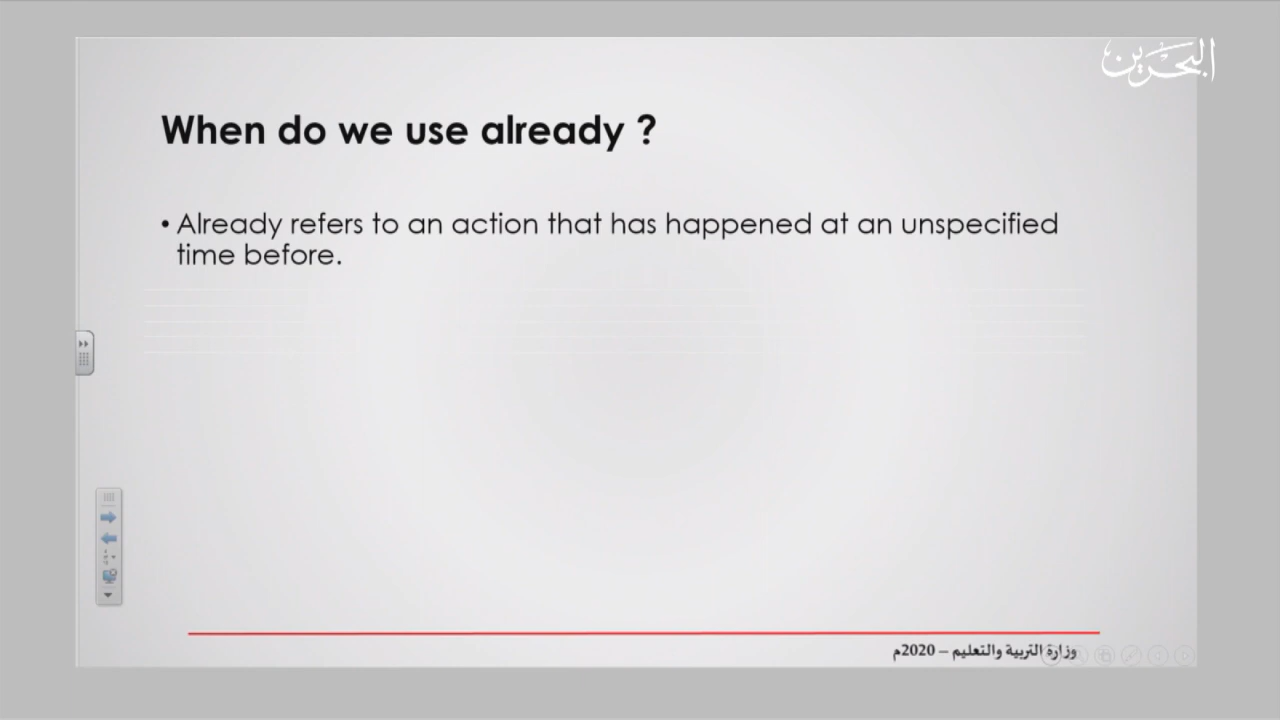 البحرين
When do we use already ?
• Already refers to an action that has happened at an unspecified
time before.
وزارة التربية والتعليم – 2020م